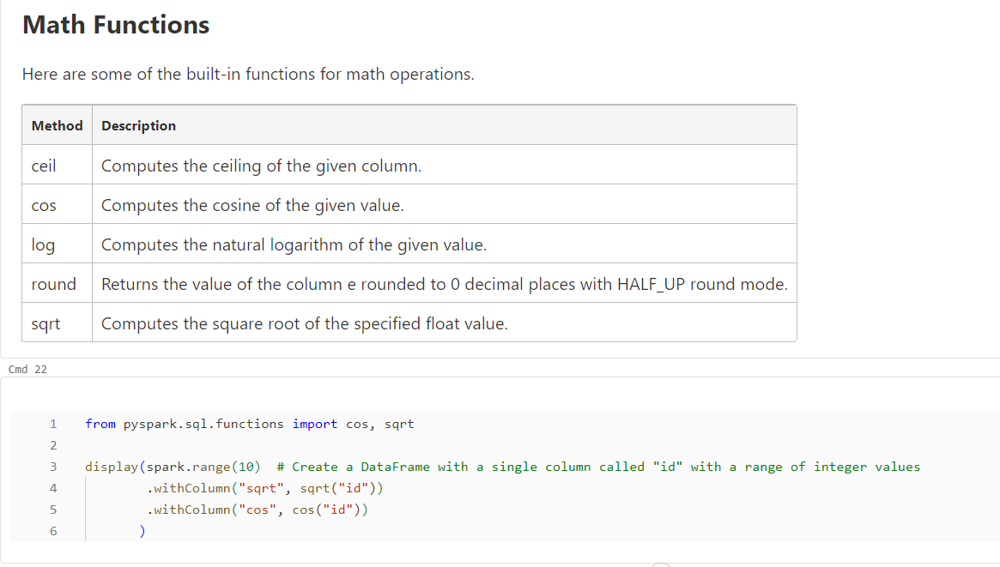 Math Functions
Here are some of the built-in functions for math operations.
Method Description
ceil Computes the ceiling of the given column.
cos Computes the cosine of the given value.
log Computes the natural logarithm of the given value.
round Returns the value of the column e rounded to 0 decimal places with HALF_UP round mode.
sqrt Computes the square root of the specified float value.
Cmd 22
1 from pyspark.sql.functions import cos, sqrt
2
3 display(spark.range(10)  # Create a DataFrame with a single column called "id" with a range of integer values
4         .withColumn("sqrt", sqrt("id"))
5         .withColumn("cos", cos("id"))
6        )